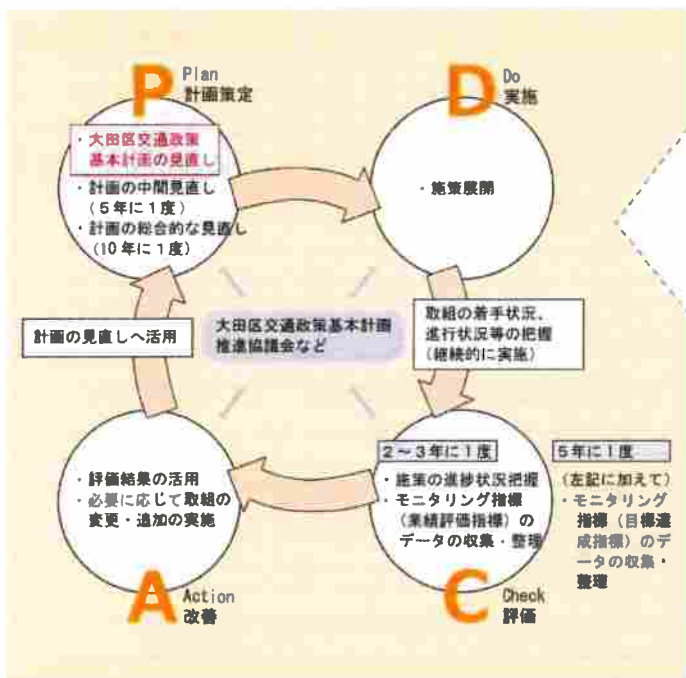 P Plan
計画策定
・大田区交通政策
基本計画の見直し
・計画の中間見直し
(5年に1度)
・計画の総合的な見直し
(10年に1度)
D Do
実施
・施策展開
計画の見直しへ活用
大田区交通政策基本計画
推進協議会など
取組の着手状況、
進行状況等の把握
(継続的に実施)
・評価結果の活用
・必要に応じて取組の
変更・追加の実施
A Action
改善
2～3年に1度
・施策の進捗状況把握
・モニタリング指標
(業績評価指標)の
データの収集・整理
5年に1度
(左記に加えて)
・モニタリング
指標(目標達
成指標)のデ
ータの収集・
整理
C Check
評価